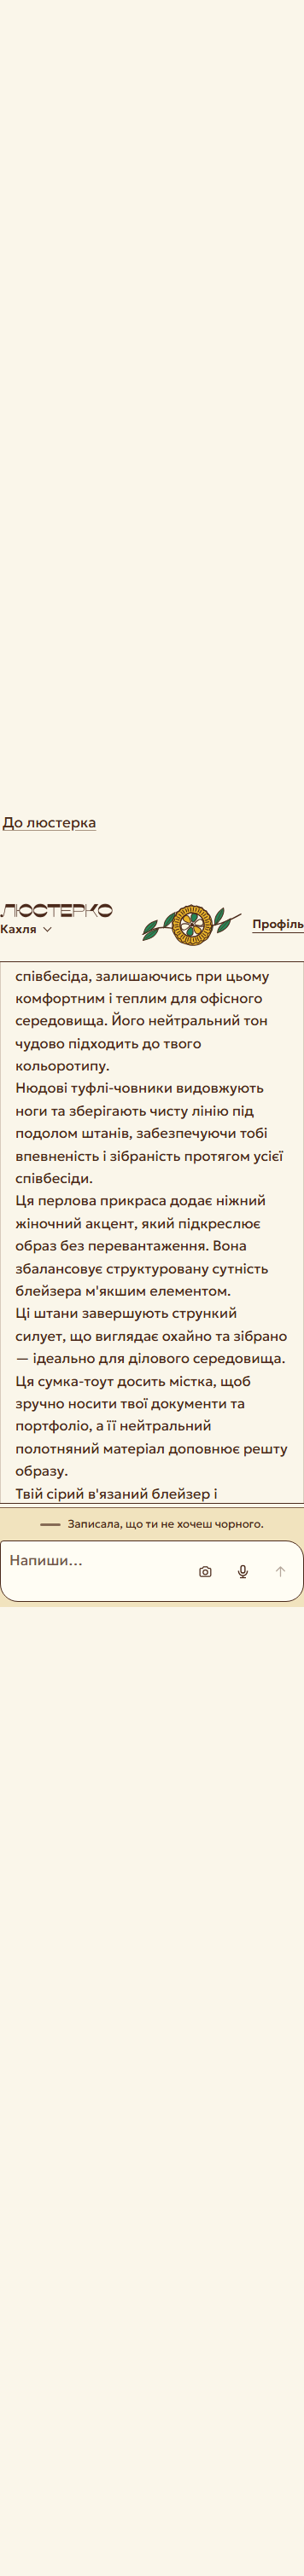 До люстерка
ЛЮСТЕРКО
Кахля
Профіль
співбесіда, залишаючись при цьому
комфортним і теплим для офісного
середовища. Його нейтральний тон
чудово підходить до твого
кольоротипу.
Нюдові туфлі-човники видовжують
ноги та зберігають чисту лінію під
подолом штанів, забезпечуючи тобі
впевненість і зібраність протягом усієї
співбесіди.
Ця перлова прикраса додає ніжний
жіночний акцент, який підкреслює
образ без перевантаження. Вона
збалансовує структуровану сутність
блейзера м'якшим елементом.
Ці штани завершують стрункий
силует, що виглядає охайно та зібрано
— ідеально для ділового середовища.
Ця сумка-тоут досить містка, щоб
зручно носити твої документи та
портфоліо, а її нейтральний
полотняний матеріал доповнює решту
образу.
Твій сірий в'язаний блейзер і
Записала, що ти не хочеш чорного.
Напиши...